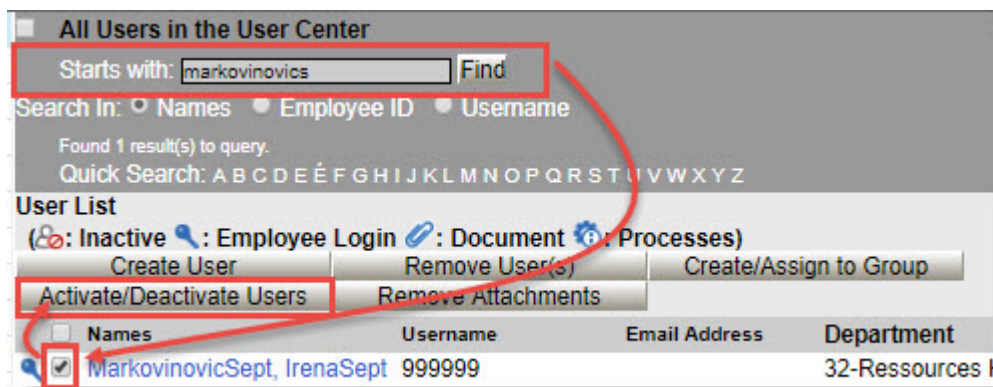 All Users in the User Center
Starts with: markovinovics Find
Search In: Names Employee ID Username
Found 1 result(s) to query.
Quick Search: A B C D E É F G H I J K L M N O P Q R S T U V W X Y Z
User List
( : Inactive : Employee Login : Document : Processes)
Create User Remove User(s) Create/Assign to Group
Activate/Deactivate Users Remove Attachments
Names Username Email Address Department
MarkovinovicSept, IrenaSept 999999 32-Ressources